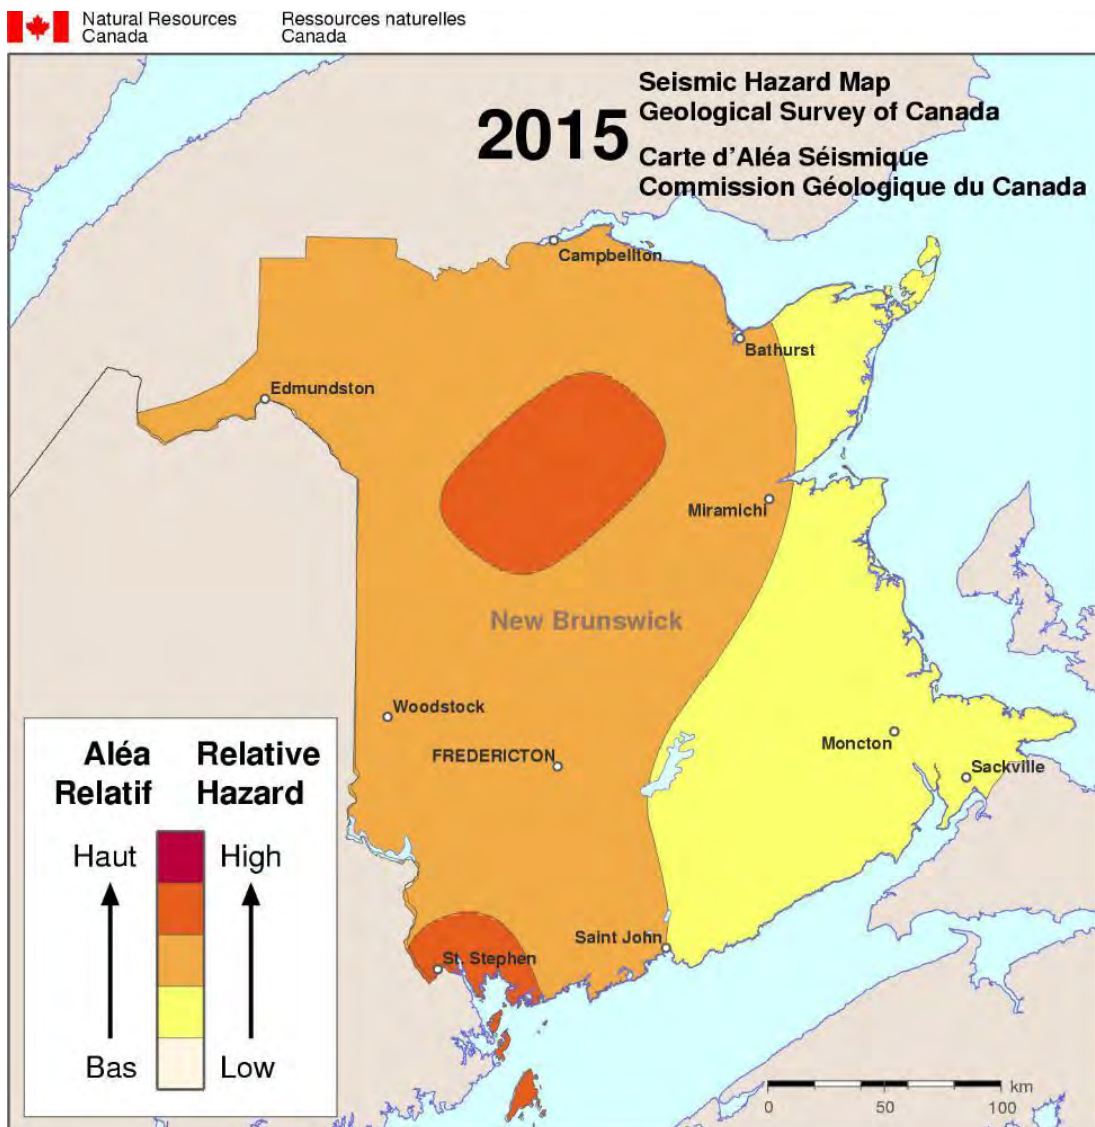 Natural Resources
Canada
Ressources naturelles
Canada
2015
Seismic Hazard Map
Geological Survey of Canada
Carte d'Aléa Séismique
Commission Géologique du Canada
Campbellton
Bathurst
Edmundston
Miramichi
New Brunswick
Woodstock
FREDERICTON
Moncton
Sackville
Saint John
St. Stephen
Aléa
Relatif
Relative
Hazard
Haut
High
Bas
Low
km
0
50
100